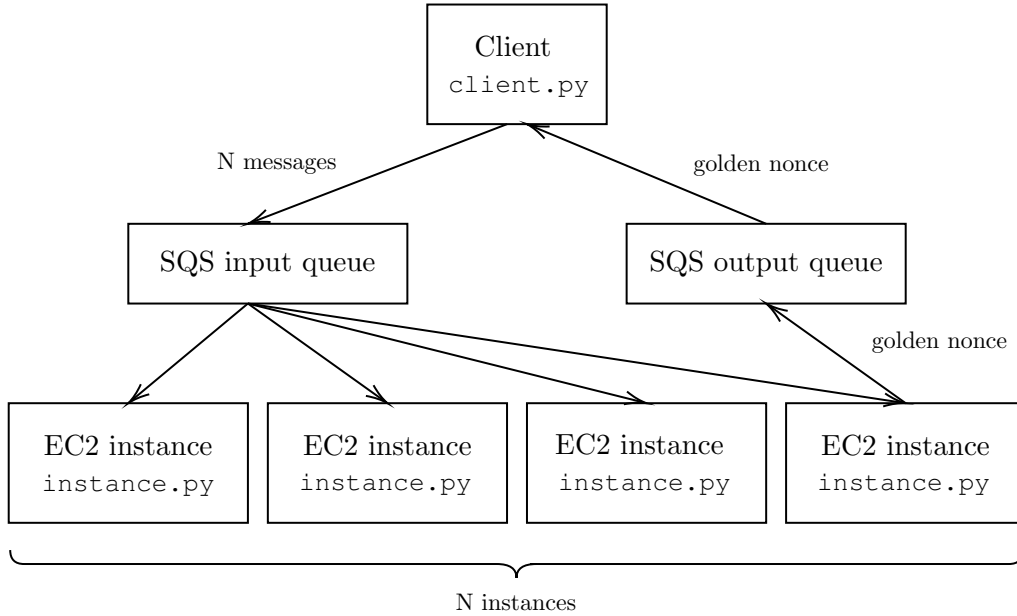 Client
client.py
N messages
golden nonce
SQS input queue
SQS output queue
golden nonce
EC2 instance
instance.py
EC2 instance
instance.py
EC2 instance
instance.py
EC2 instance
instance.py
N instances